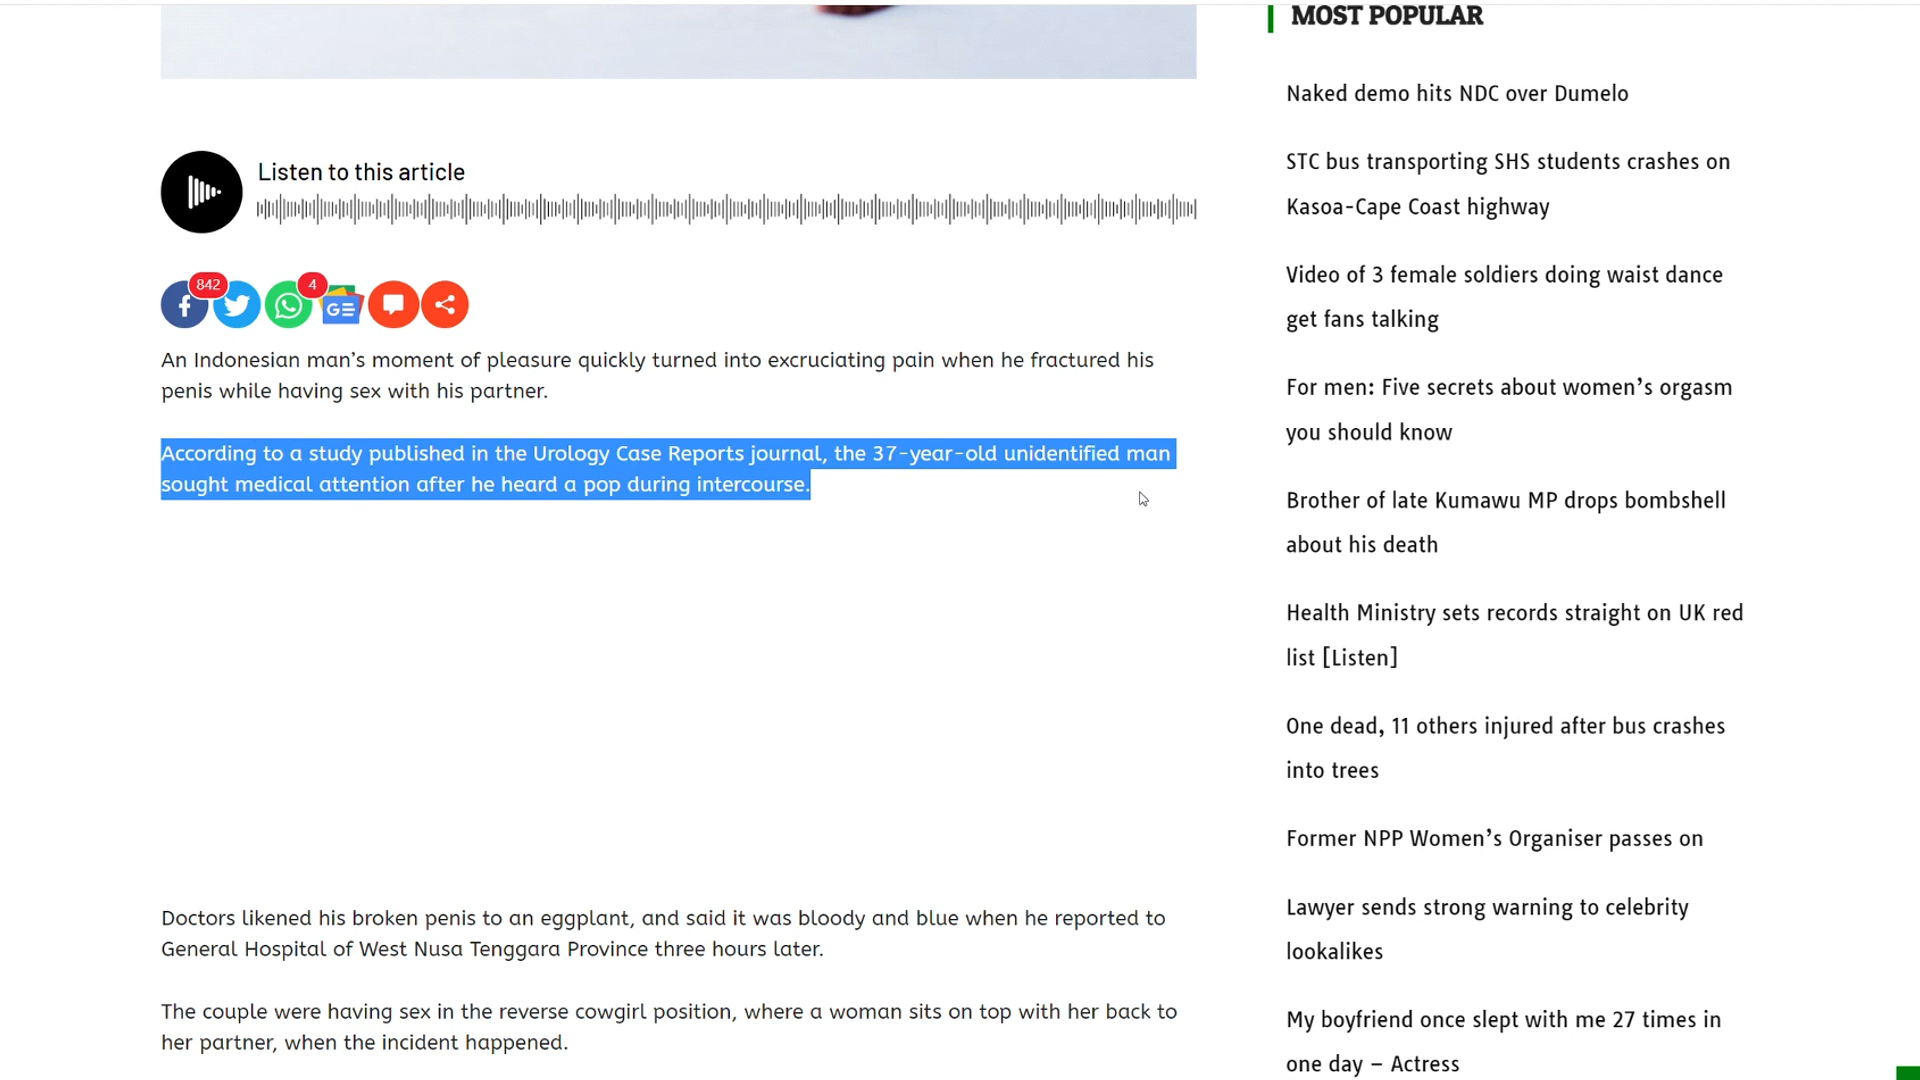 MOST POPULAR
Naked demo hits NDC over Dumelo
Listen to this article
STC bus transporting SHS students crashes on
Kasoa-Cape Coast highway
842
4
GE
Video of 3 female soldiers doing waist dance
get fans talking
An Indonesian man's moment of pleasure quickly turned into excruciating pain when he fractured his
penis while having sex with his partner.
According to a study published in the Urology Case Reports journal, the 37-year-old unidentified man
sought medical attention after he heard a pop during intercourse.
For men: Five secrets about women's orgasm
you should know
Brother of late Kumawu MP drops bombshell
about his death
Health Ministry sets records straight on UK red
list [Listen]
One dead, 11 others injured after bus crashes
into trees
Former NPP Women's Organiser passes on
Doctors likened his broken penis to an eggplant, and said it was bloody and blue when he reported to
General Hospital of West Nusa Tenggara Province three hours later.
The couple were having sex in the reverse cowgirl position, where a woman sits on top with her back to
her partner, when the incident happened.
Lawyer sends strong warning to celebrity
lookalikes
My boyfriend once slept with me 27 times in
one day – Actress